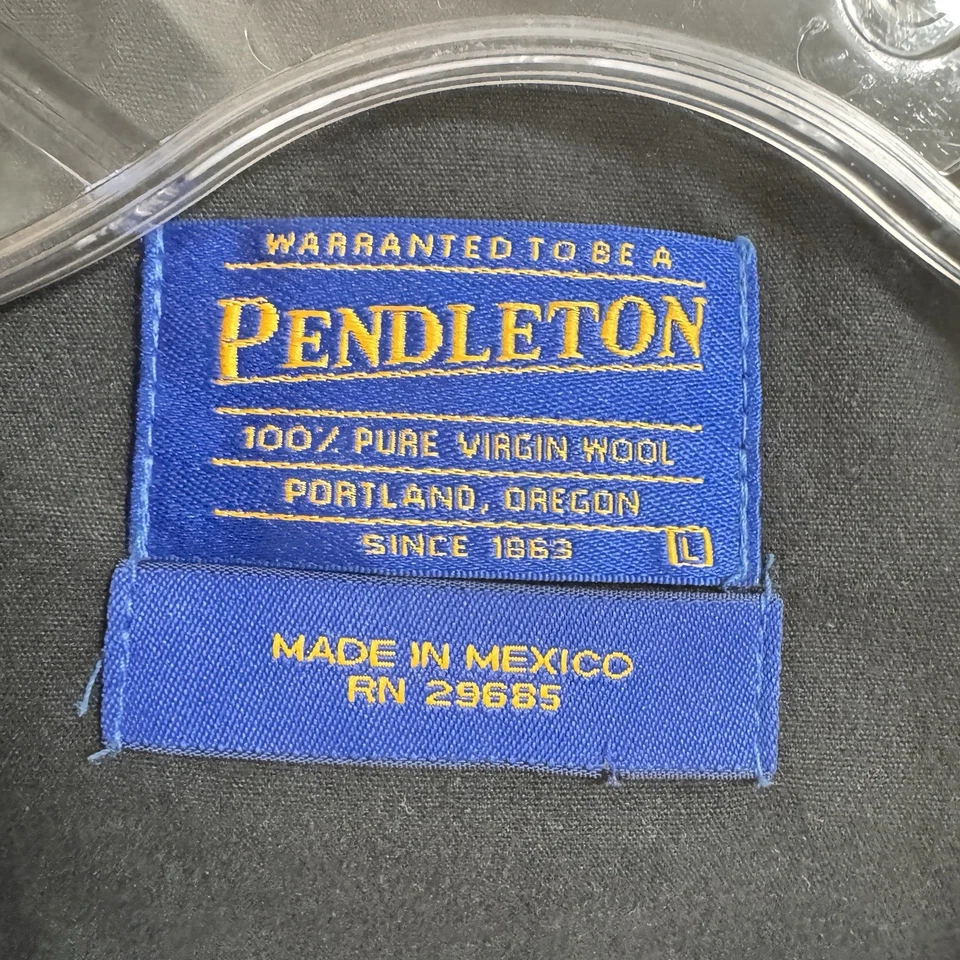 WARRANTED TO BE A
PENDLETON
100% PURE VIRGIN WOOL
PORTLAND, OREGON
SINCE 1863 L
MADE IN MEXICO
RN 29685